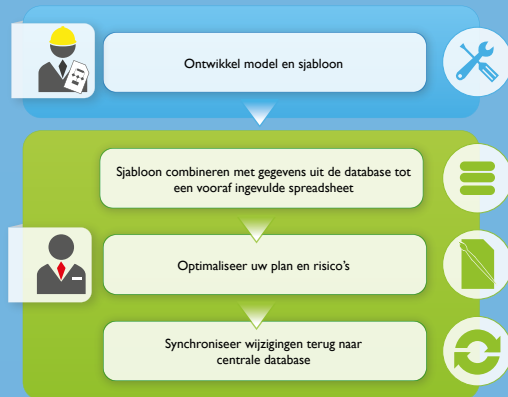 Ontwikkel model en sjabloon
Sjabloon combineren met gegevens uit de database tot
een vooraf ingevulde spreadsheet
Optimaliseer uw plan en risico's
Synchroniseer wijzigingen terug naar
centrale database